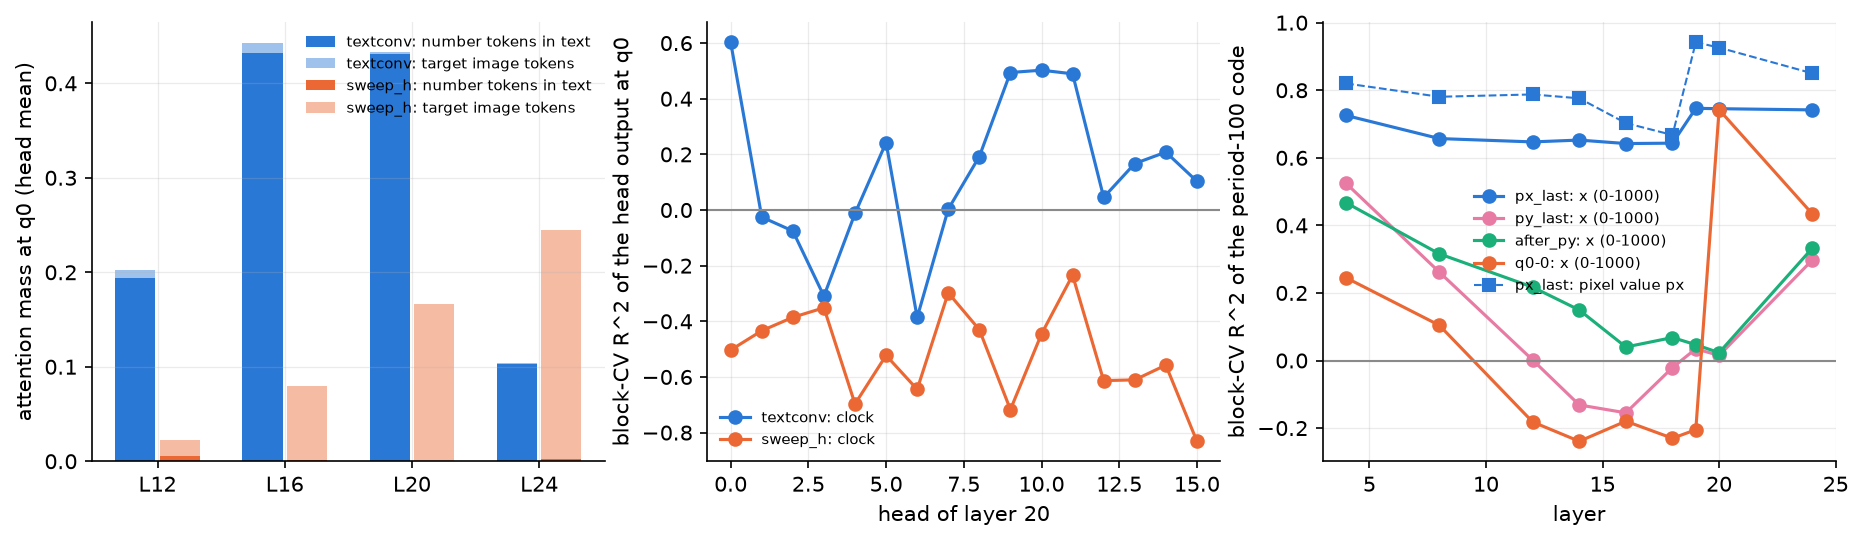 attention mass at q0 (head mean)
0.4
0.3
0.2
0.1
0.0
L12
L16
L20
L24
textconv: number tokens in text
textconv: target image tokens
sweep_h: number tokens in text
sweep_h: target image tokens
block-CV R^2 of the head output at q0
0.6
0.4
0.2
0.0
−0.2
−0.4
−0.6
−0.8
0.0
2.5
5.0
7.5
10.0
12.5
15.0
head of layer 20
textconv: clock
sweep_h: clock
block-CV R^2 of the period-100 code
1.0
0.8
0.6
0.4
0.2
0.0
−0.2
5
10
15
20
25
layer
px_last: x (0-1000)
py_last: x (0-1000)
after_py: x (0-1000)
q0-0: x (0-1000)
px_last: pixel value px